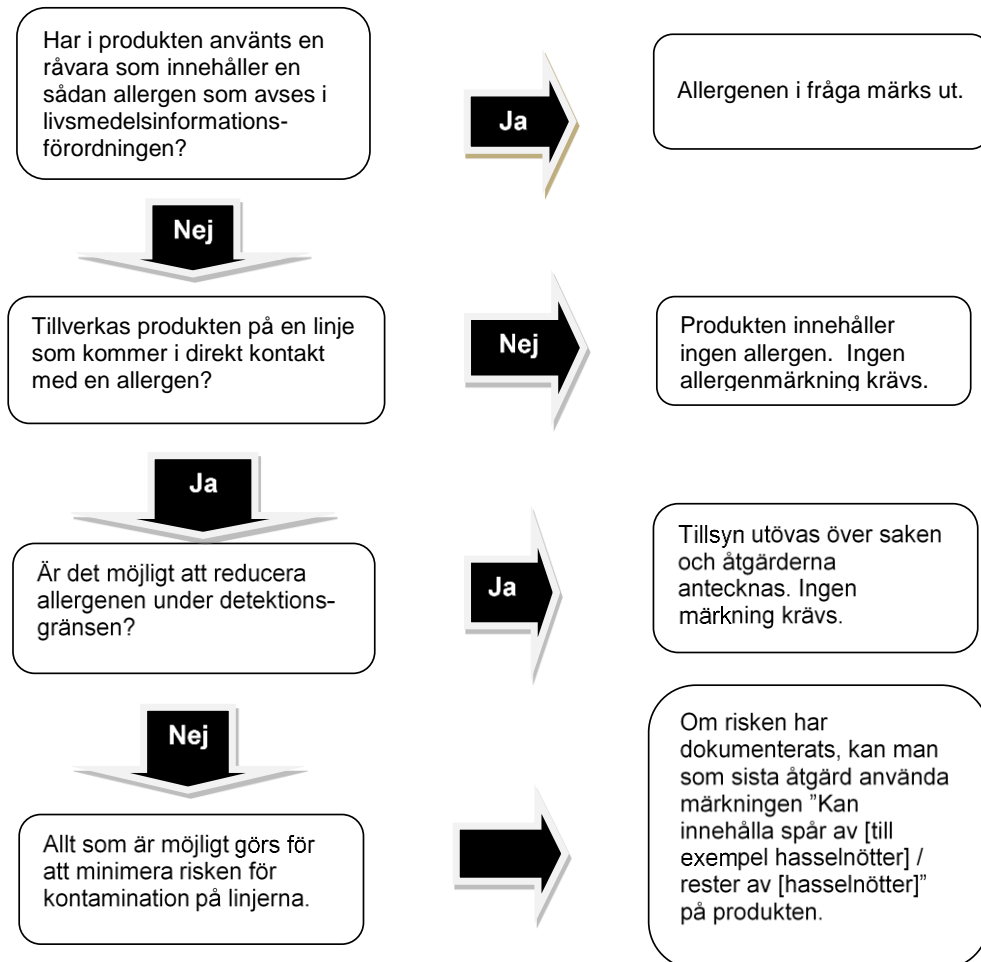 Har i produkten använts en
råvara som innehåller en
sådan allergen som avses i
livsmedelsinformations-
förordningen?
Ja
Allergenen i fråga märks ut.
Nej
Tillverkas produkten på en linje
som kommer i direkt kontakt
med en allergen?
Nej
Produkten innehåller
ingen allergen.  Ingen
allergenmärkning krävs.
Ja
Är det möjligt att reducera
allergenen under detektions-
gränsen?
Ja
Tillsyn utövas över saken
och åtgärderna
antecknas. Ingen
märkning krävs.
Nej
Allt som är möjligt görs för
att minimera risken för
kontamination på linjerna.
Om risken har
dokumenterats, kan man
som sista åtgärd använda
märkningen ”Kan
innehålla spår av [till
exempel hasselnötter] /
rester av [hasselnötter]”
på produkten.